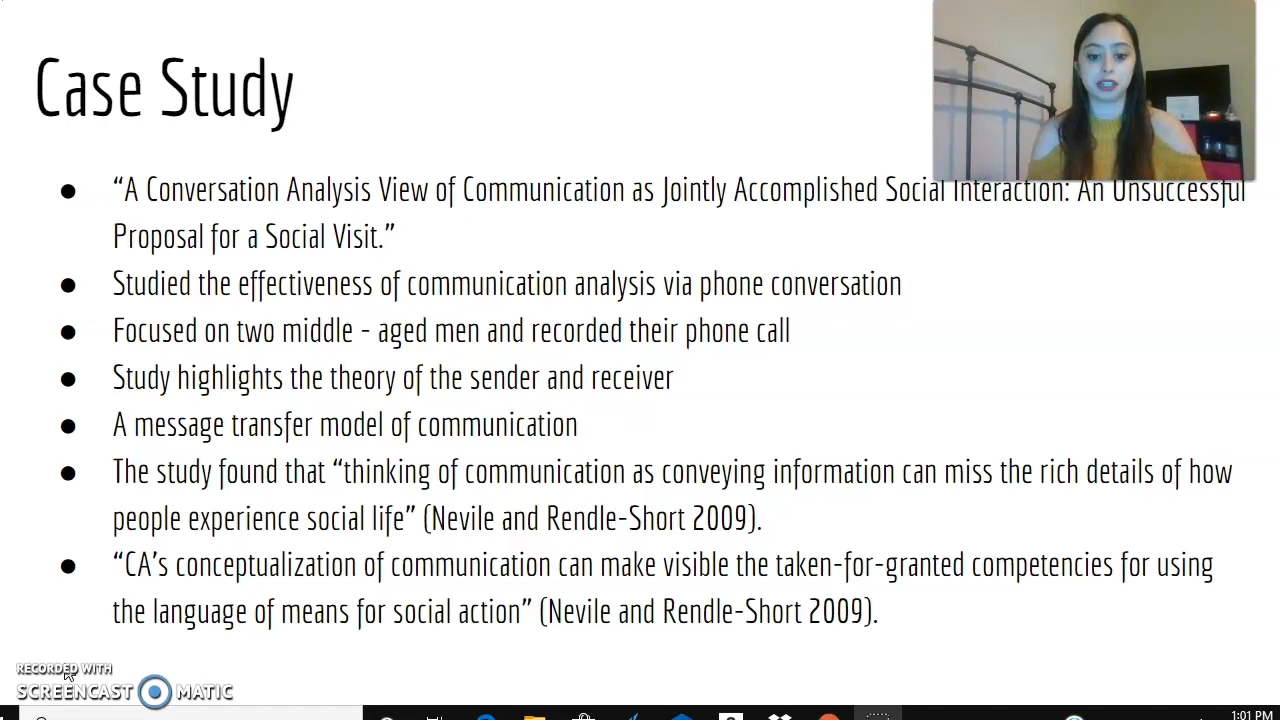 Case Study
● “A Conversation Analysis View of Communication as Jointly Accomplished Social Interaction: An Unsuccessful
Proposal for a Social Visit.”
● Studied the effectiveness of communication analysis via phone conversation
● Focused on two middle - aged men and recorded their phone call
● Study highlights the theory of the sender and receiver
● A message transfer model of communication
● The study found that “thinking of communication as conveying information can miss the rich details of how
people experience social life” (Nevile and Rendle-Short 2009).
● “CA’s conceptualization of communication can make visible the taken-for-granted competencies for using
the language of means for social action” (Nevile and Rendle-Short 2009).
RECORDED WITH
SCREENCAST MATIC
1:01 PM